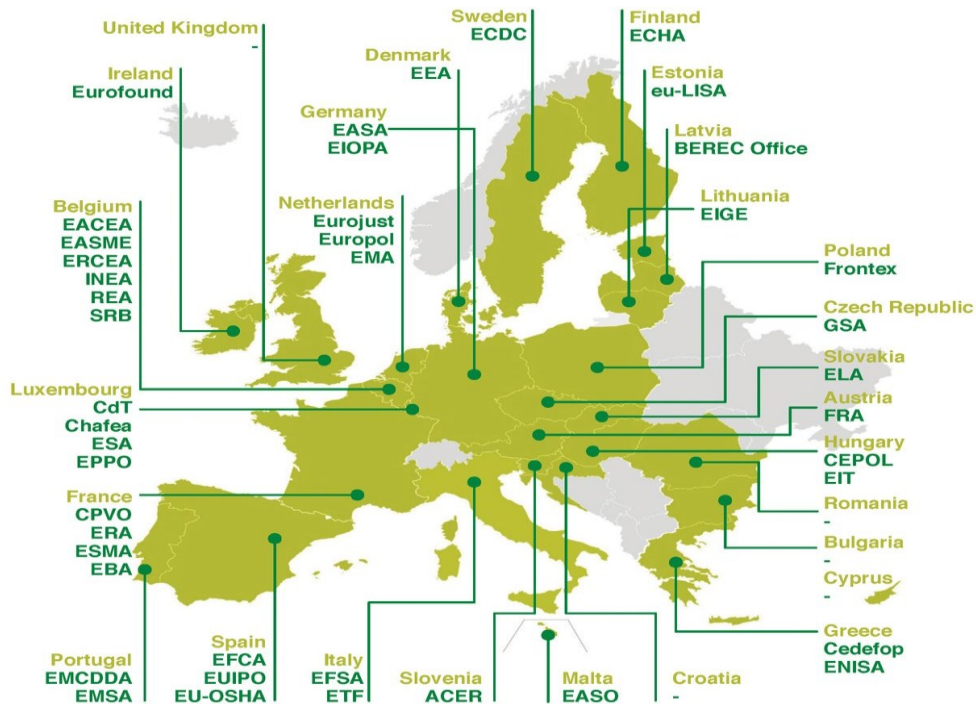 United Kingdom
-
Ireland
Eurofound
Sweden
ECDC
Finland
ECHA
Denmark
EEA
Estonia
eu-LISA
Germany
EASA
EIOPA
Latvia
BEREC Office
Lithuania
EIGE
Belgium
EACEA
EASME
ERCEA
INEA
REA
SRB
Netherlands
Eurojust
Europol
EMA
Poland
Frontex
Czech Republic
GSA
Slovakia
ELA
Austria
FRA
Luxembourg
CdT
Chafea
ESA
EPPO
Hungary
CEPOL
EIT
France
CPVO
ERA
ESMA
EBA
Romania
-
Bulgaria
-
Cyprus
-
Greece
Cedefop
ENISA
Portugal
EMCDDA
EMSA
Spain
EFCA
EUIPO
EU-OSHA
Italy
EFSA
ETF
Slovenia
ACER
Malta
EASO
Croatia
-